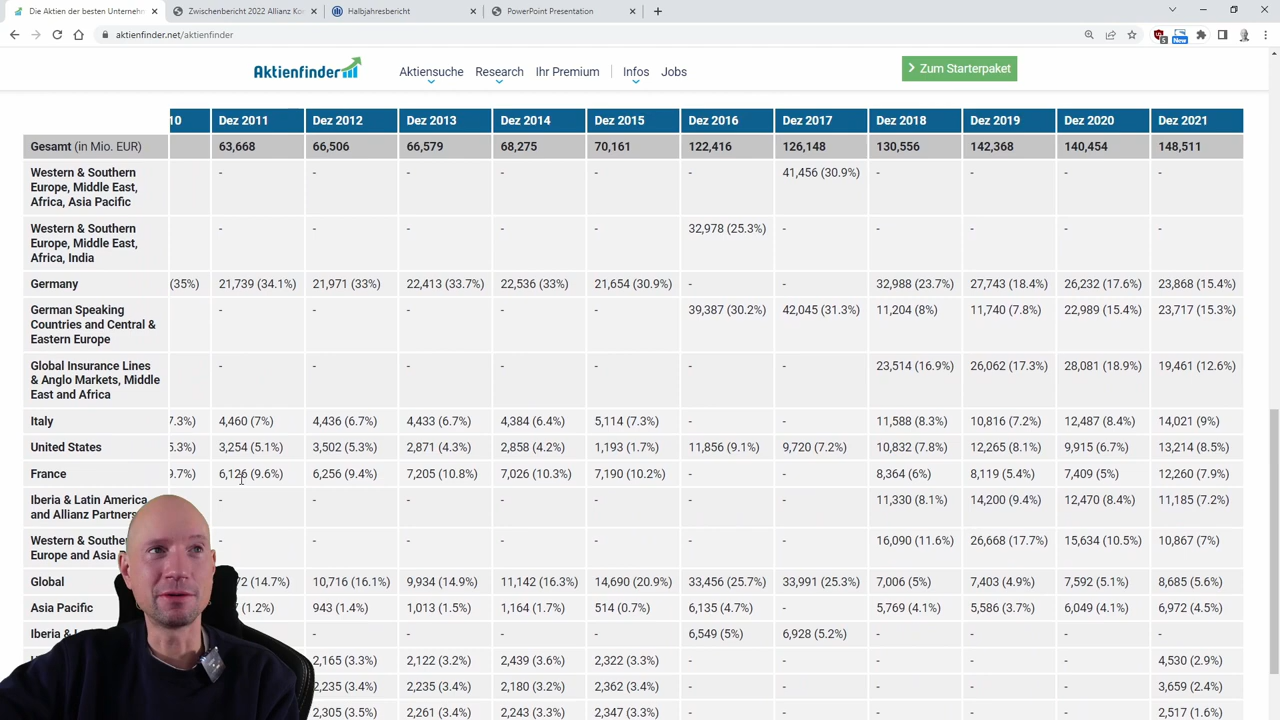 Die Aktien der besten Unternehm
Zwischenbericht 2022 Allianz Kon
Halbjahresbericht
PowerPoint Presentation
aktienfinder.net/aktienfinder
New
Aktienfinder
Aktiensuche
Research
Ihr Premium
Infos
Jobs
Zum Starterpaket
10 Dez 2011 Dez 2012 Dez 2013 Dez 2014 Dez 2015 Dez 2016 Dez 2017 Dez 2018 Dez 2019 Dez 2020 Dez 2021
Gesamt (in Mio. EUR) 63,668 66,506 66,579 68,275 70,161 122,416 126,148 130,556 142,368 140,454 148,511
Western & Southern
Europe, Middle East,
Africa, Asia Pacific
- - - - - - 41,456 (30.9%) - - - -
Western & Southern
Europe, Middle East,
Africa, India
- - - - - 32,978 (25.3%) - - - - -
Germany (35%) 21,739 (34.1%) 21,971 (33%) 22,413 (33.7%) 22,536 (33%) 21,654 (30.9%) - - 32,988 (23.7%) 27,743 (18.4%) 26,232 (17.6%) 23,868 (15.4%)
German Speaking
Countries and Central &
Eastern Europe
- - - - - 39,387 (30.2%) 42,045 (31.3%) 11,204 (8%) 11,740 (7.8%) 22,989 (15.4%) 23,717 (15.3%)
Global Insurance Lines
& Anglo Markets, Middle
East and Africa
- - - - - - - 23,514 (16.9%) 26,062 (17.3%) 28,081 (18.9%) 19,461 (12.6%)
Italy 7.3%) 4,460 (7%) 4,436 (6.7%) 4,433 (6.7%) 4,384 (6.4%) 5,114 (7.3%) - - 11,588 (8.3%) 10,816 (7.2%) 12,487 (8.4%) 14,021 (9%)
United States 5.3%) 3,254 (5.1%) 3,502 (5.3%) 2,871 (4.3%) 2,858 (4.2%) 1,193 (1.7%) 11,856 (9.1%) 9,720 (7.2%) 10,832 (7.8%) 12,265 (8.1%) 9,915 (6.7%) 13,214 (8.5%)
France 9.7%) 6,126 (9.6%) 6,256 (9.4%) 7,205 (10.8%) 7,026 (10.3%) 7,190 (10.2%) - - 8,364 (6%) 8,119 (5.4%) 7,409 (5%) 12,260 (7.9%)
Iberia & Latin America
and Allianz Partners
- - - - - - - 11,330 (8.1%) 14,200 (9.4%) 12,470 (8.4%) 11,185 (7.2%)
Western & Southe
Europe and Asia
- - - - - - - 16,090 (11.6%) 26,668 (17.7%) 15,634 (10.5%) 10,867 (7%)
Global 72 (14.7%) 10,716 (16.1%) 9,934 (14.9%) 11,142 (16.3%) 14,690 (20.9%) 33,456 (25.7%) 33,991 (25.3%) 7,006 (5%) 7,403 (4.9%) 7,592 (5.1%) 8,685 (5.6%)
Asia Pacific (1.2%) 943 (1.4%) 1,013 (1.5%) 1,164 (1.7%) 514 (0.7%) 6,135 (4.7%) - 5,769 (4.1%) 5,586 (3.7%) 6,049 (4.1%) 6,972 (4.5%)
Iberia & - - - - 6,549 (5%) 6,928 (5.2%) - - - -
2,165 (3.3%) 2,122 (3.2%) 2,439 (3.6%) 2,322 (3.3%) - - - - - 4,530 (2.9%)
2,235 (3.4%) 2,235 (3.4%) 2,180 (3.2%) 2,362 (3.4%) - - - - - 3,659 (2.4%)
2,305 (3.5%) 2,261 (3.4%) 2,243 (3.3%) 2,347 (3.3%) - - - - - 2,517 (1.6%)